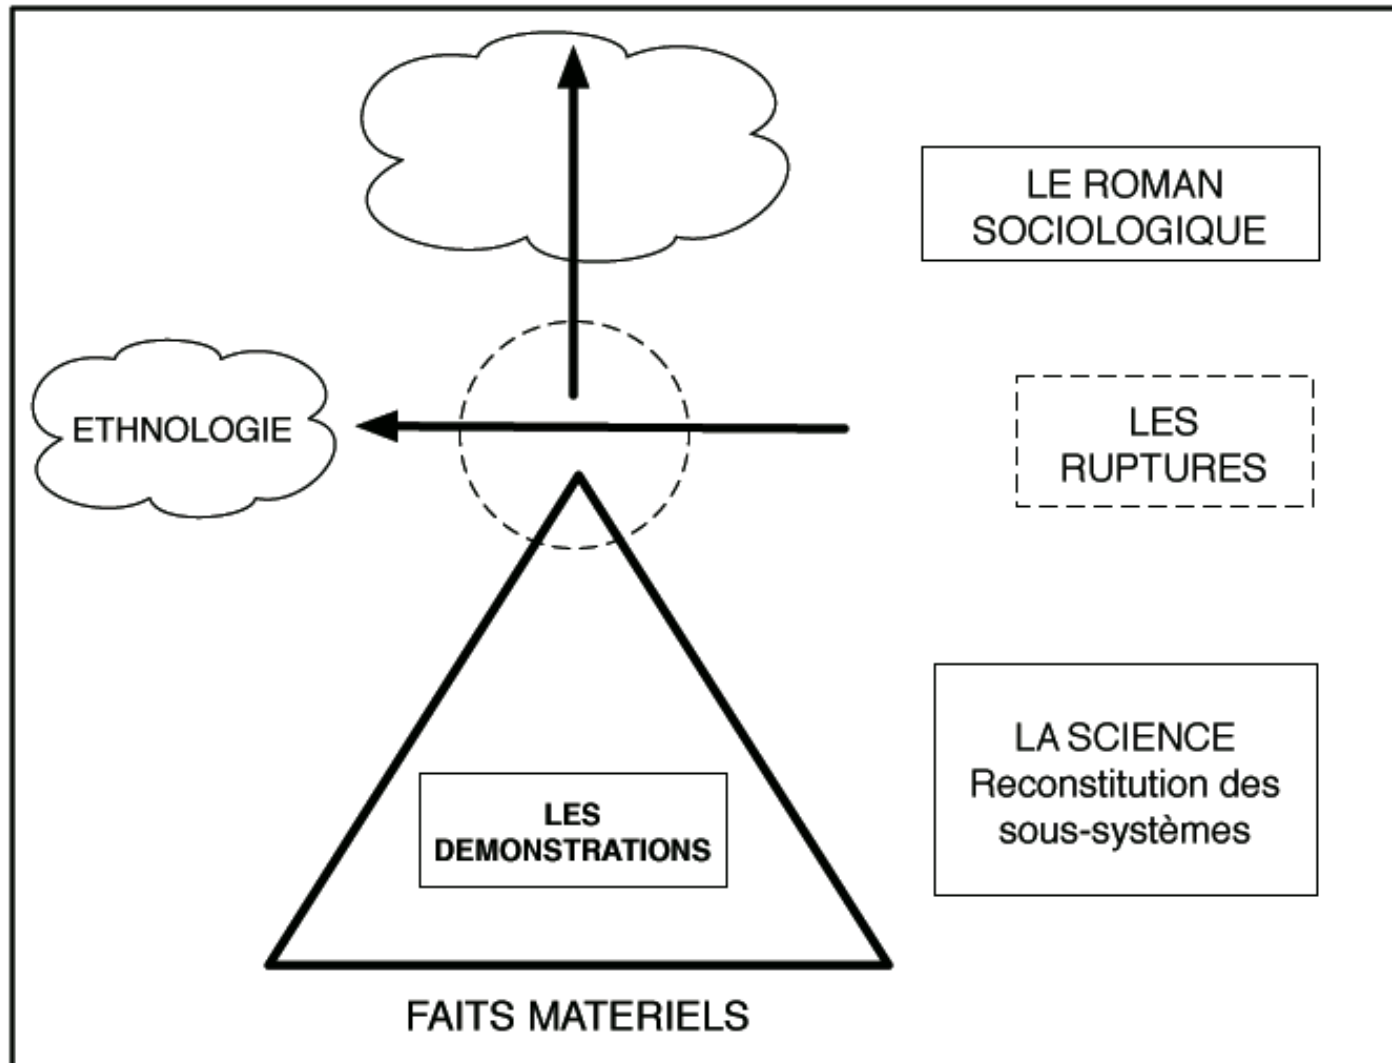 LE ROMAN
SOCIOLOGIQUE
ETHNOLOGIE
LES
RUPTURES
LA SCIENCE
Reconstitution des
sous-systèmes
LES
DEMONSTRATIONS
FAITS MATERIELS